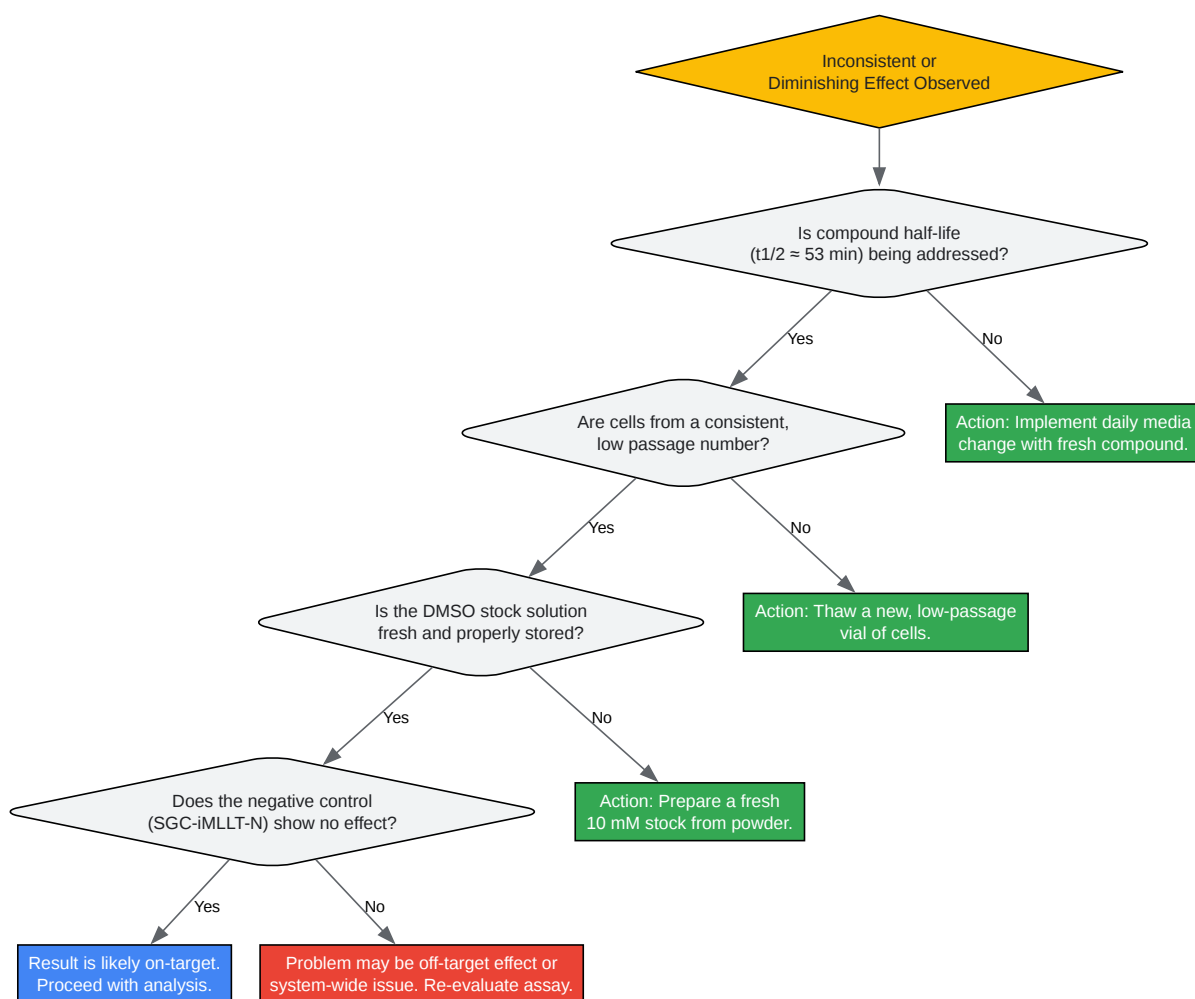 Inconsistent or
Diminishing Effect Observed
Is compound half-life
(t1/2 ≈ 53 min) being addressed?
Yes
No
Are cells from a consistent,
low passage number?
Action: Implement daily media
change with fresh compound.
Yes
No
Is the DMSO stock solution
fresh and properly stored?
Action: Thaw a new, low-passage
vial of cells.
Yes
No
Does the negative control
(SGC-iMLLT-N) show no effect?
Action: Prepare a fresh
10 mM stock from powder.
Yes
No
Result is likely on-target.
Proceed with analysis.
Problem may be off-target effect or
system-wide issue. Re-evaluate assay.